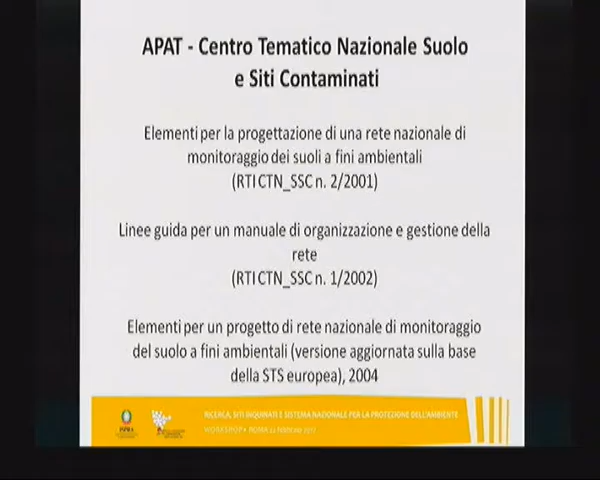 APAT - Centro Tematico Nazionale Suolo
e Siti Contaminati
Elementi per la progettazione di una rete nazionale di
monitoraggio dei suoli a fini ambientali
(RTI CTN_SSC n. 2/2001)
Linee guida per un manuale di organizzazione e gestione della
rete
(RTI CTN_SSC n. 1/2002)
Elementi per un progetto di rete nazionale di monitoraggio
del suolo a fini ambientali (versione aggiornata sulla base
della STS europea), 2004
RICERCA, SITI INQUINATI E SISTEMA NAZIONALE PER LA PROTEZIONE DELL'AMBIENTE
WORKSHOP • ROMA